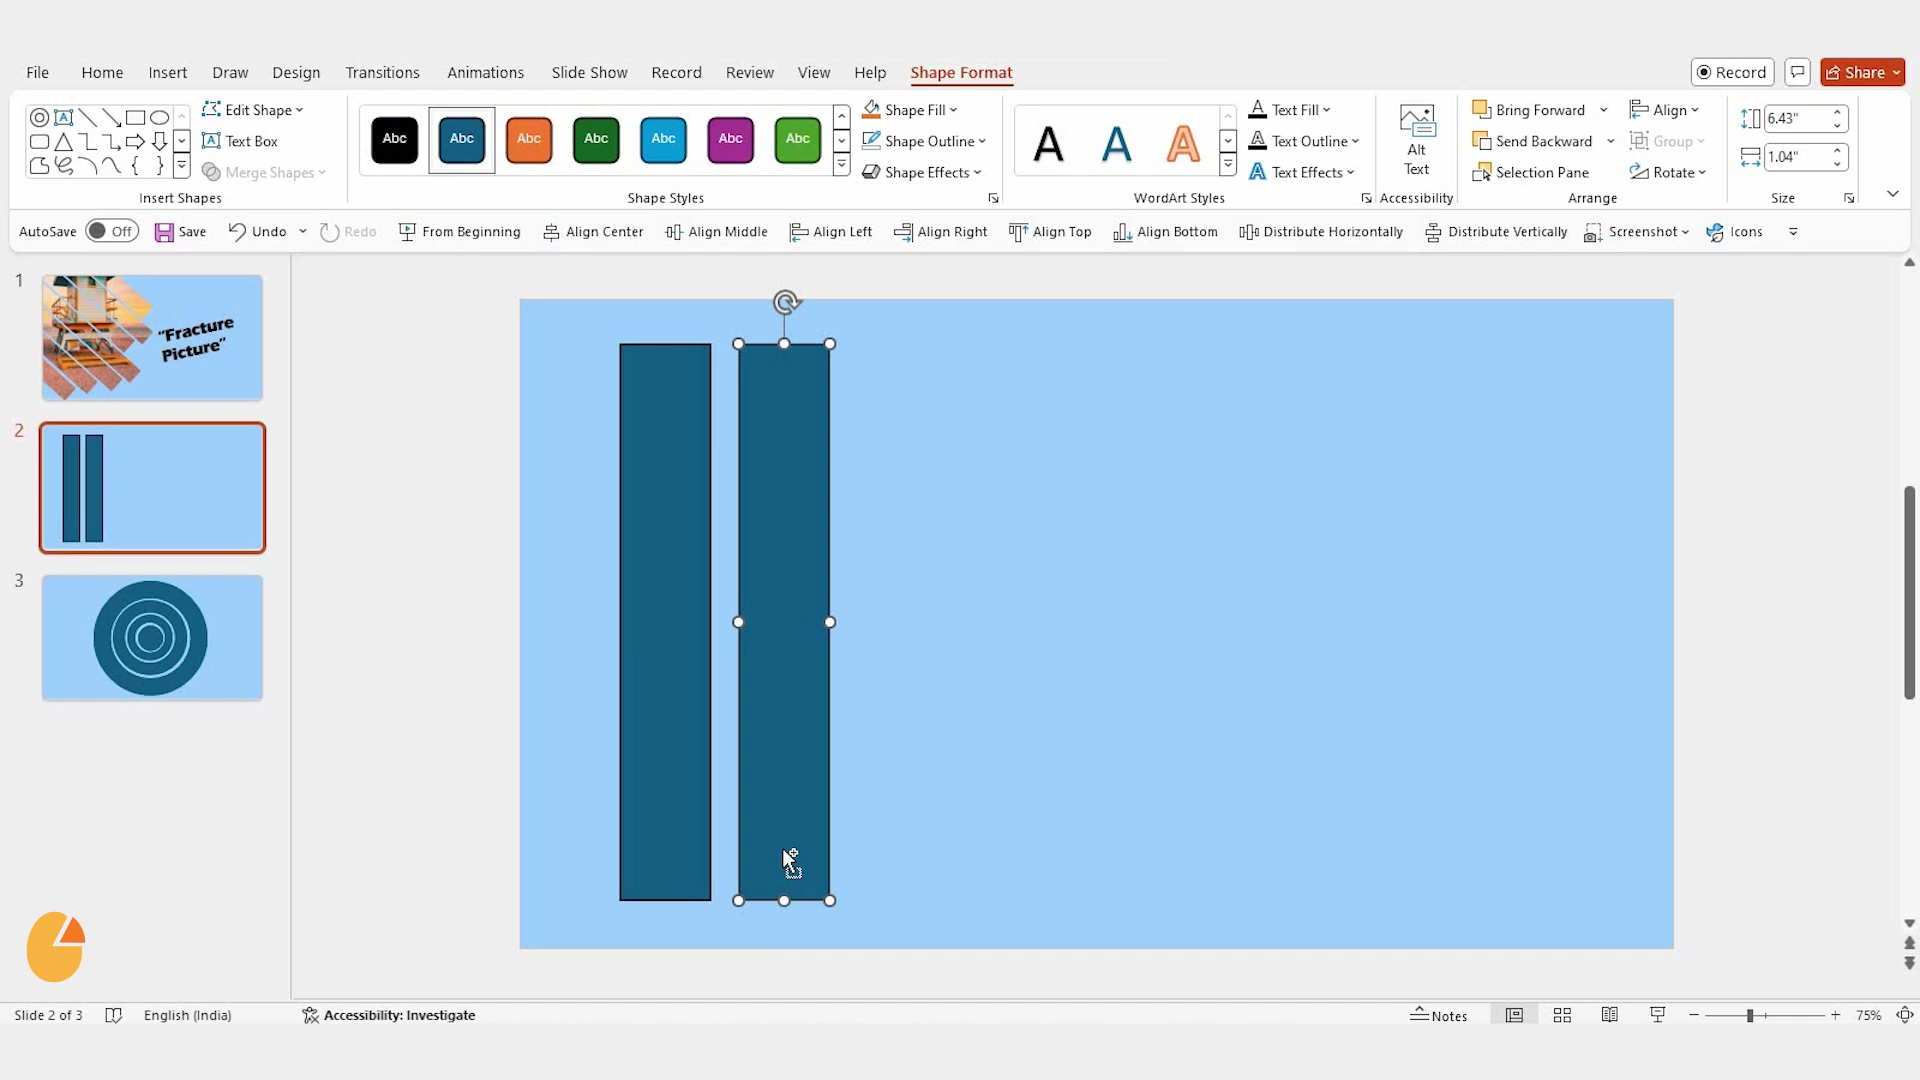 File Home Insert Draw Design Transitions Animations Slide Show Record Review View Help Shape Format Record Share
Edit Shape
Text Box
Merge Shapes
Insert Shapes
Abc Abc Abc Abc Abc Abc Abc
Shape Fill
Shape Outline
Shape Effects
Shape Styles
A A A
Text Fill
Text Outline
Text Effects
WordArt Styles
Alt
Text
Accessibility
Bring Forward
Send Backward
Selection Pane
Align
Group
Rotate
Arrange
6.43"
1.04"
Size
AutoSave Off Save Undo Redo From Beginning Align Center Align Middle Align Left Align Right Align Top Align Bottom Distribute Horizontally Distribute Vertically Screenshot Icons
1
"Fracture
Picture"
2
3
Slide 2 of 3 English (India) Accessibility: Investigate Notes 75%